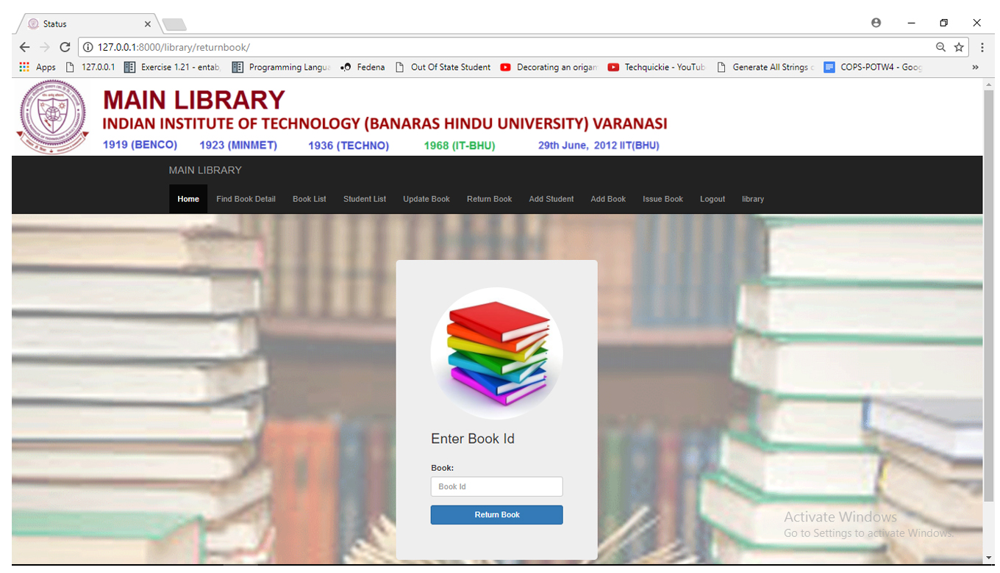 Status
127.0.0.1:8000/library/returnbook/
Apps 127.0.0.1 Exercise 1.21 - entab Programming Langua Fedena Out Of State Student Decorating an origam Techquickie - YouTub Generate All Strings COPS-POTW4 - Goog »
MAIN LIBRARY
INDIAN INSTITUTE OF TECHNOLOGY (BANARAS HINDU UNIVERSITY) VARANASI
1919 (BENCO) 1923 (MINMET) 1936 (TECHNO) 1968 (IT-BHU) 29th June, 2012 IIT(BHU)
MAIN LIBRARY
Home Find Book Detail Book List Student List Update Book Return Book Add Student Add Book Issue Book Logout library
Enter Book Id
Book:
Book Id
Return Book
Activate Windows
Go to Settings to activate Windows.